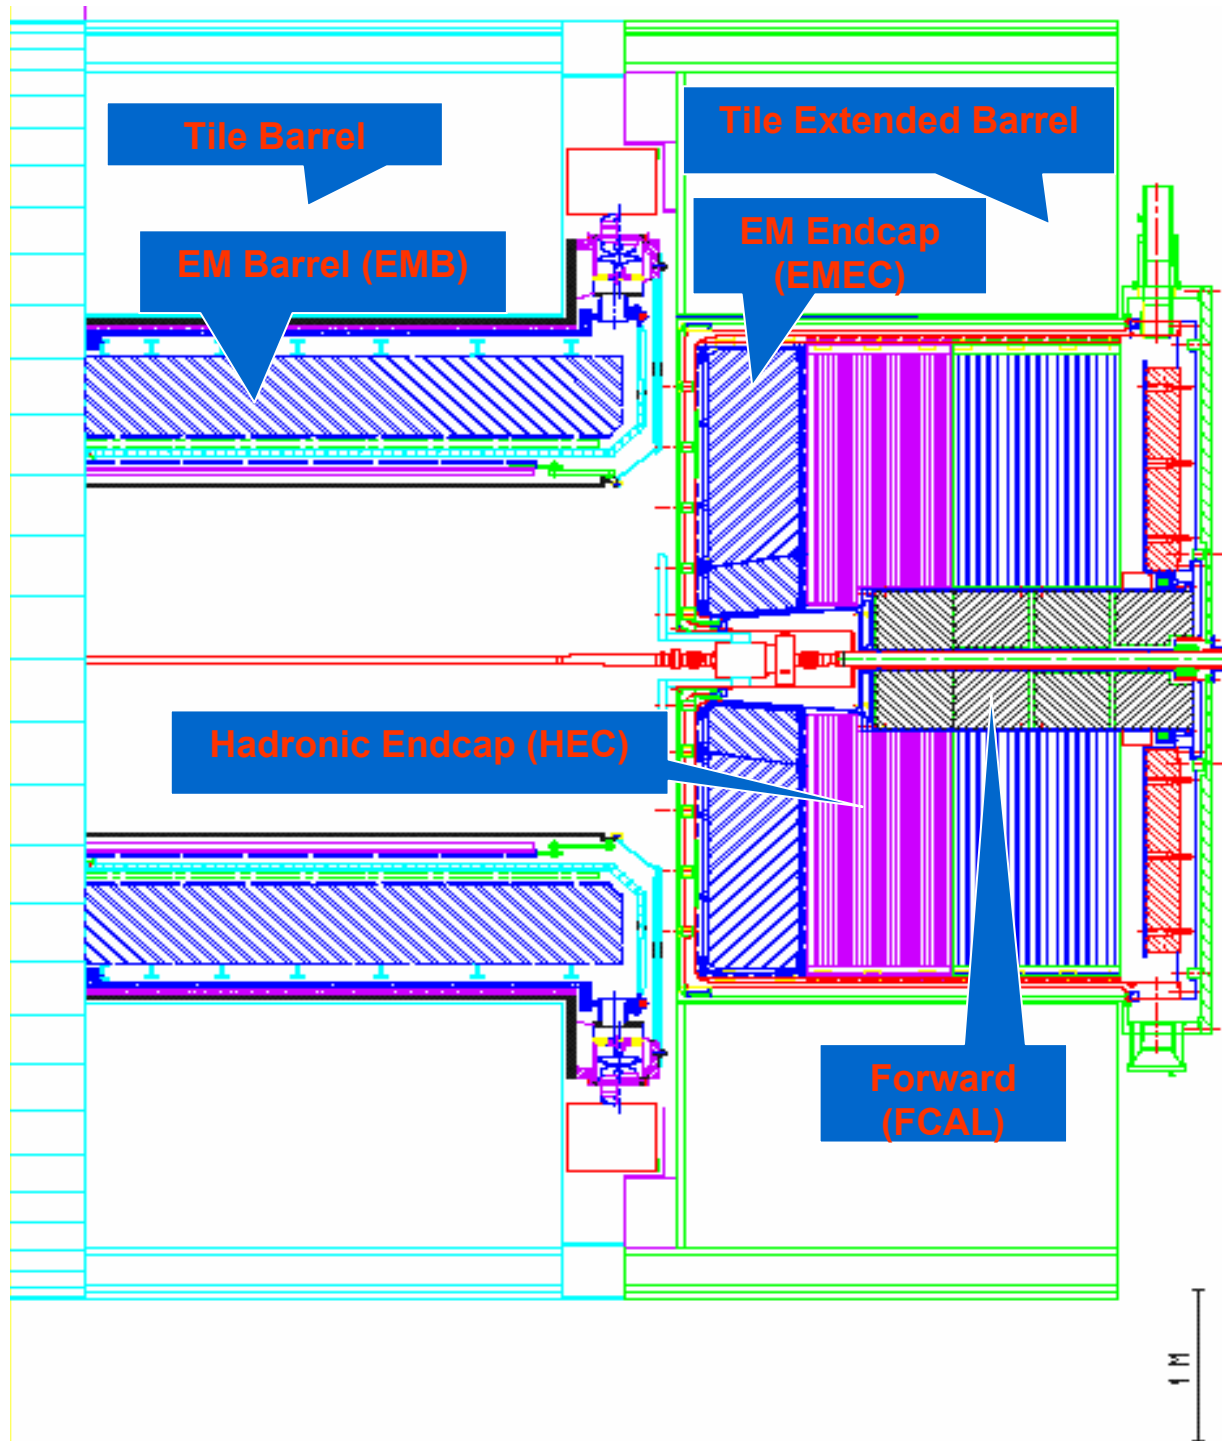 Tile Barrel
Tile Extended Barrel
EM Barrel (EMB)
EM Endcap
(EMEC)
Hadronic Endcap (HEC)
Forward
(FCAL)
1 M